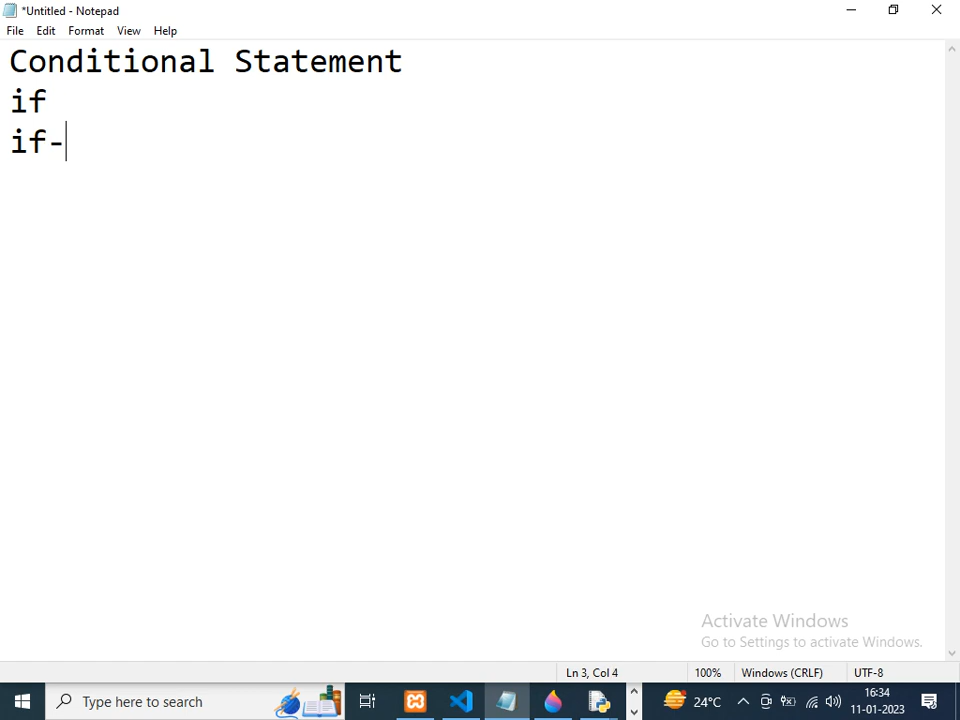 *Untitled - Notepad
File Edit Format View Help
Conditional Statement
if
if-
Activate Windows
Go to Settings to activate Windows.
Ln 3, Col 4 100% Windows (CRLF) UTF-8
Type here to search 24°C 16:34
11-01-2023